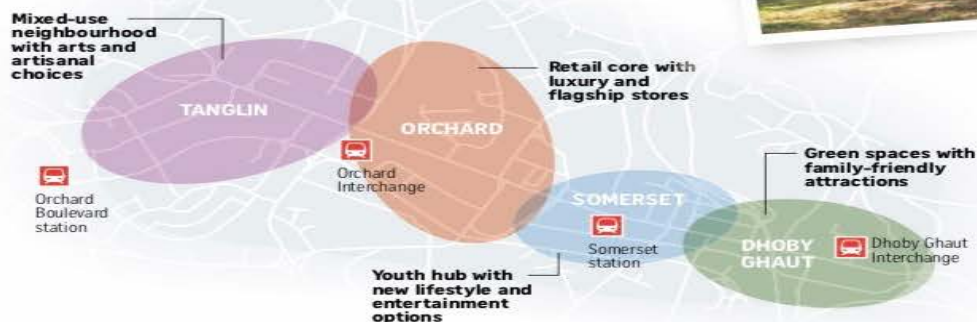 Mixed-use
neighbourhood
with arts and
artisanal
choices
TANGLIN
ORCHARD
Retail core with
luxury and
flagship stores
Orchard
Boulevard
station
Orchard
Interchange
SOMERSET
Somerset
station
Youth hub with
new lifestyle and
entertainment
options
Green spaces with
family-friendly
attractions
DHOBY
GHAUT
Dhoby Ghaut
Interchange